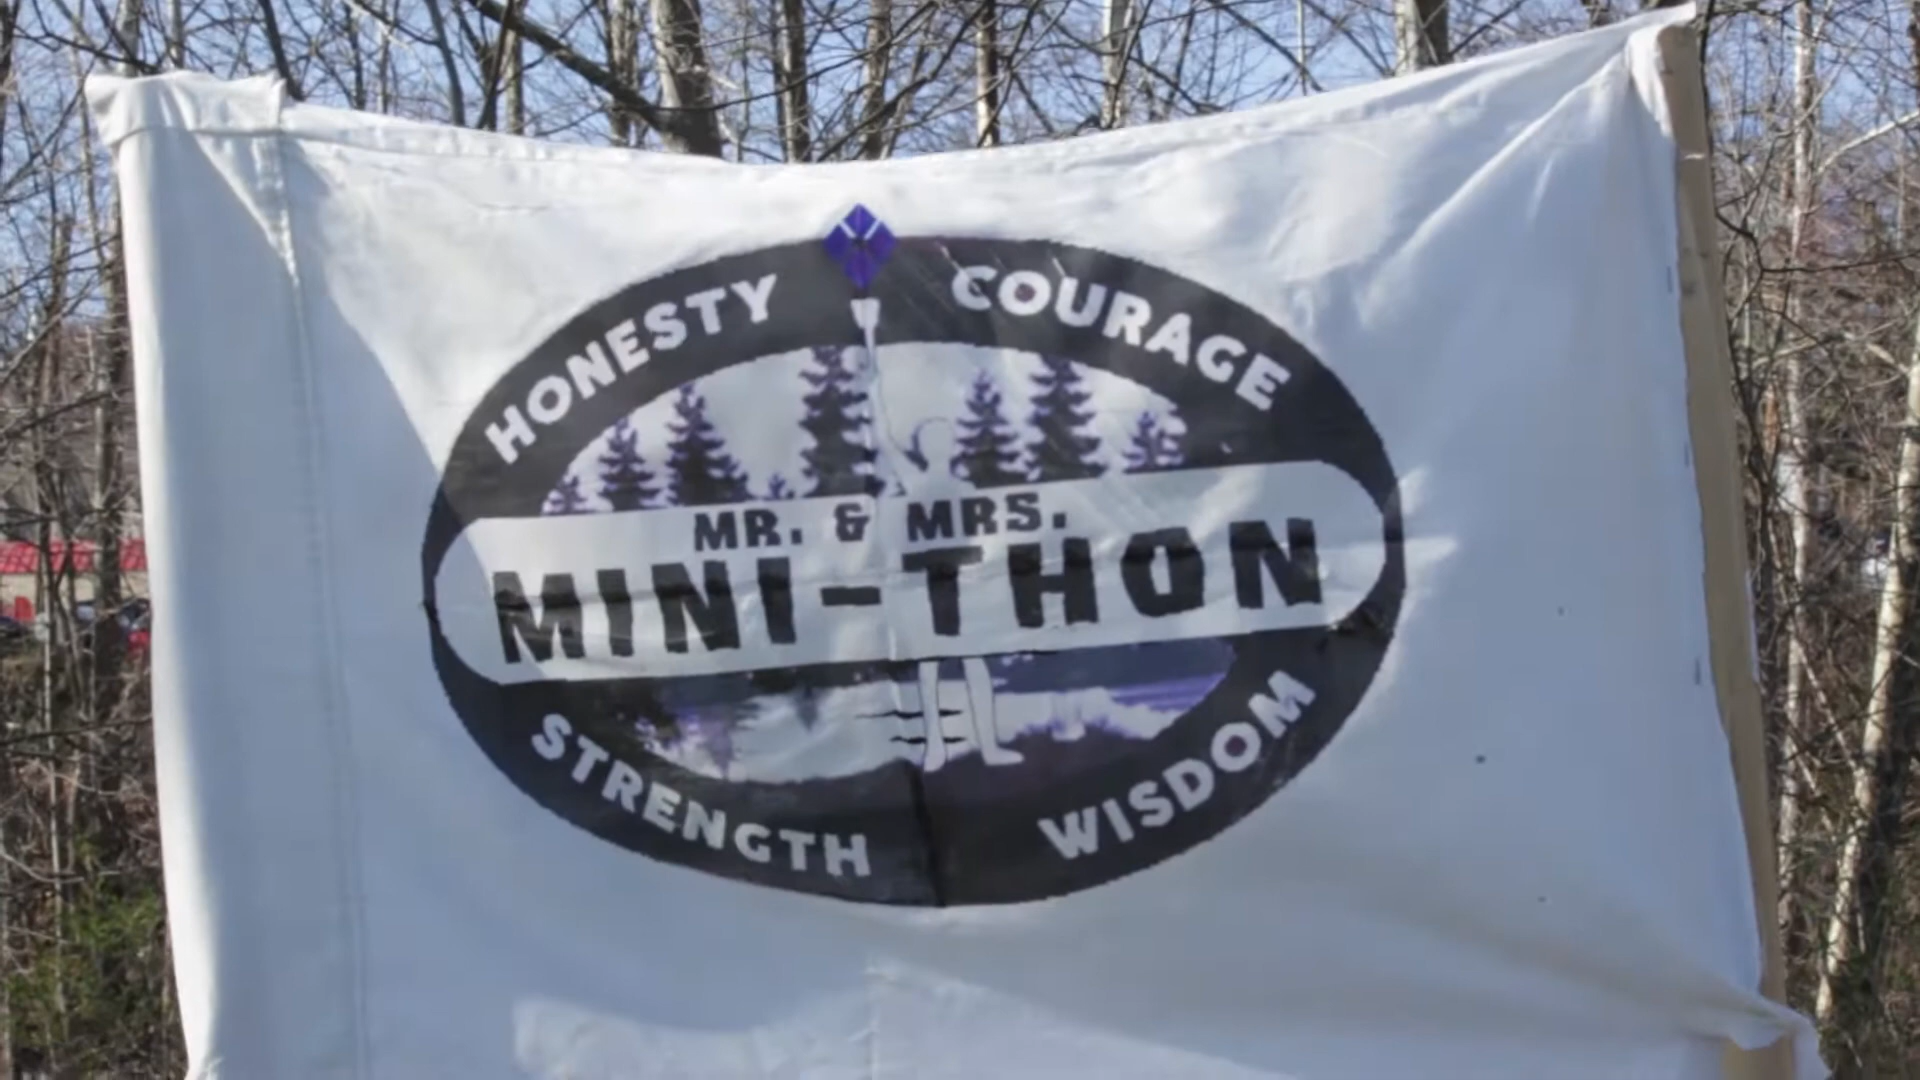 HONESTY
COURAGE
MR. & MRS.
MINI-THON
STRENGTH
WISDOM